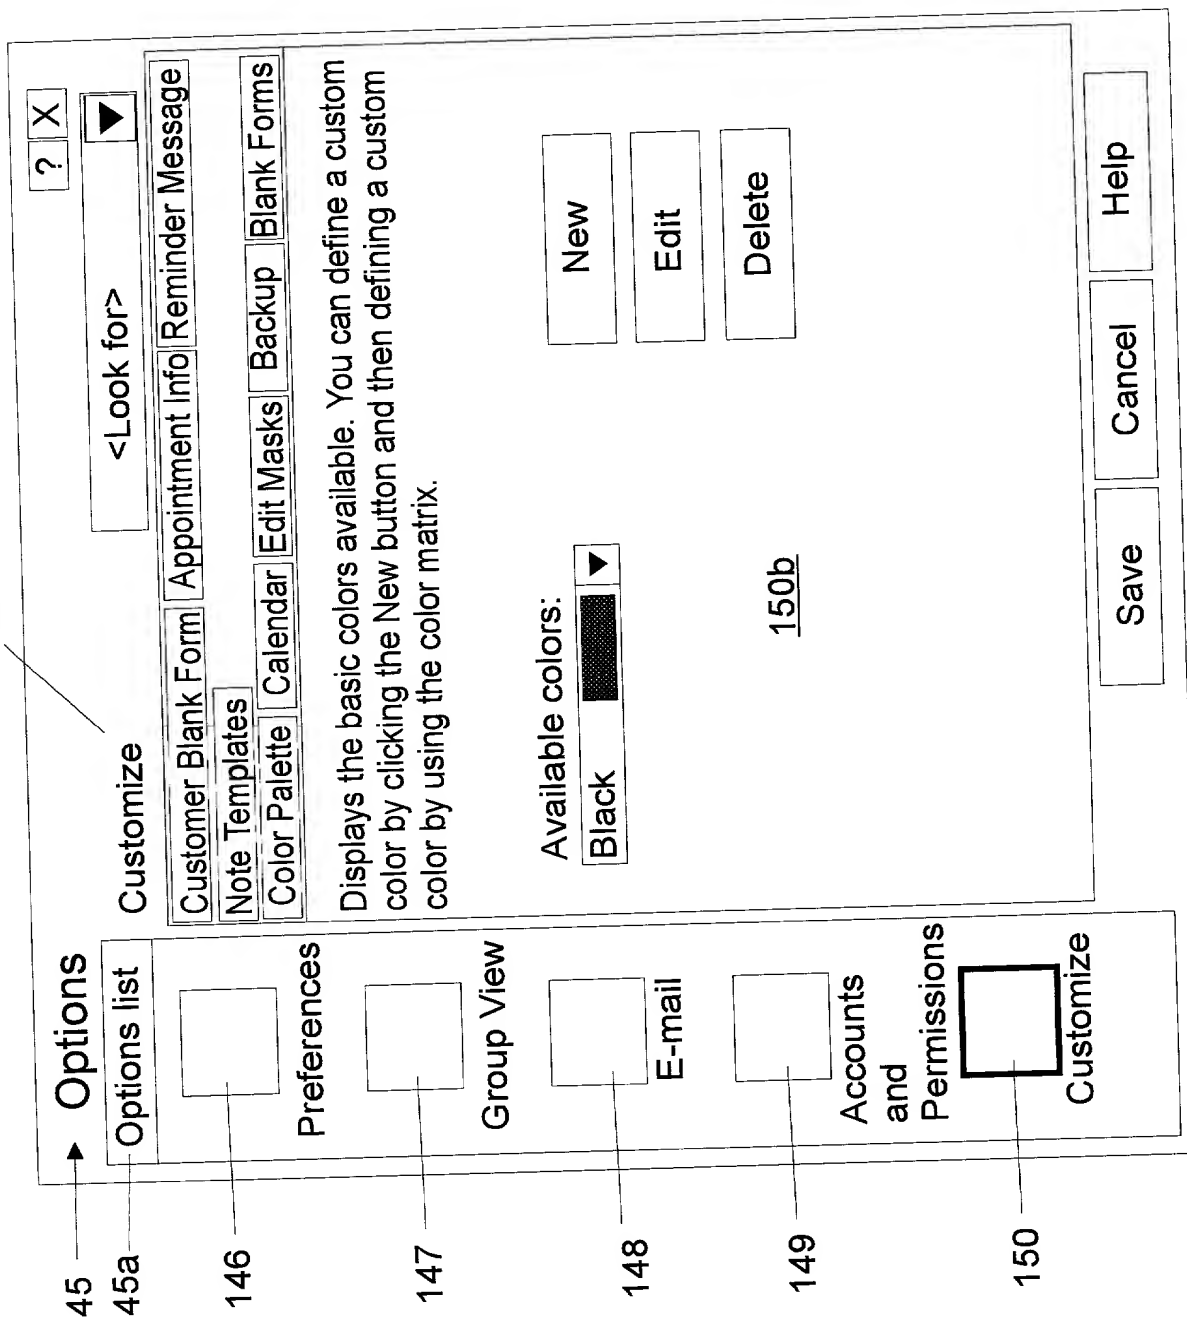 45
Options
? X
45a
Options list
Customize
<Look for>
Customer Blank Form Appointment Info Reminder Message
Note Templates
Color Palette Calendar Edit Masks Backup Blank Forms
146
Preferences
Displays the basic colors available. You can define a custom
color by clicking the New button and then defining a custom
color by using the color matrix.
147
Group View
148
E-mail
Available colors:
Black
New
Edit
Delete
150b
149
Accounts
and
Permissions
150
Customize
Save Cancel Help